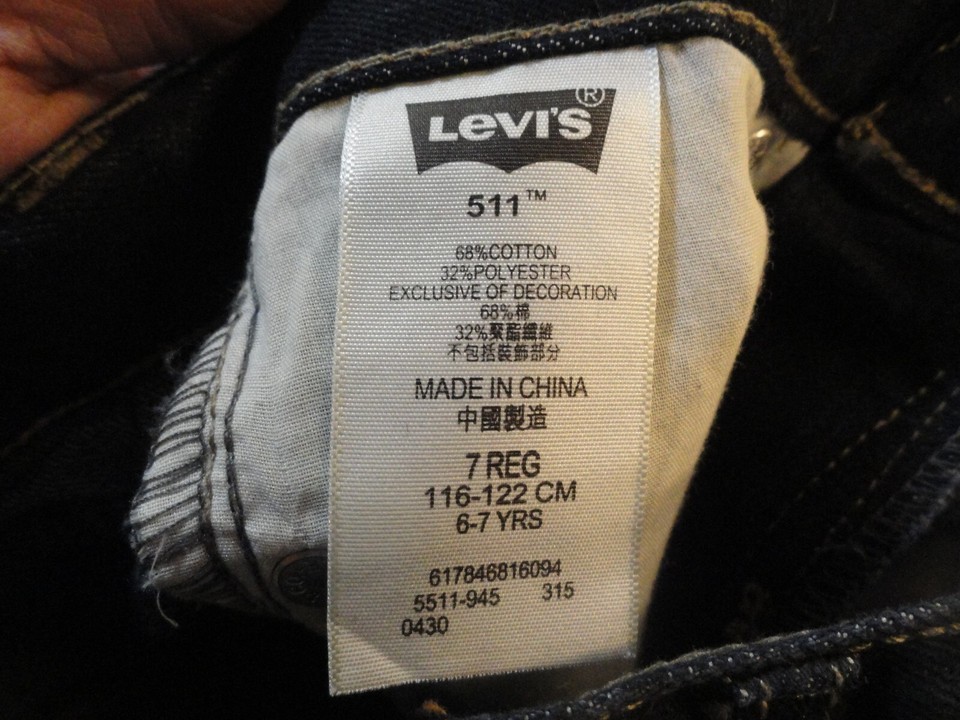 LEVI'S®
511™
68%COTTON
32%POLYESTER
EXCLUSIVE OF DECORATION
68%棉
32%聚酯纖維
不包括裝飾部分
MADE IN CHINA
中國製造
7 REG
116-122 CM
6-7 YRS
617846816094
5511-945 315
0430